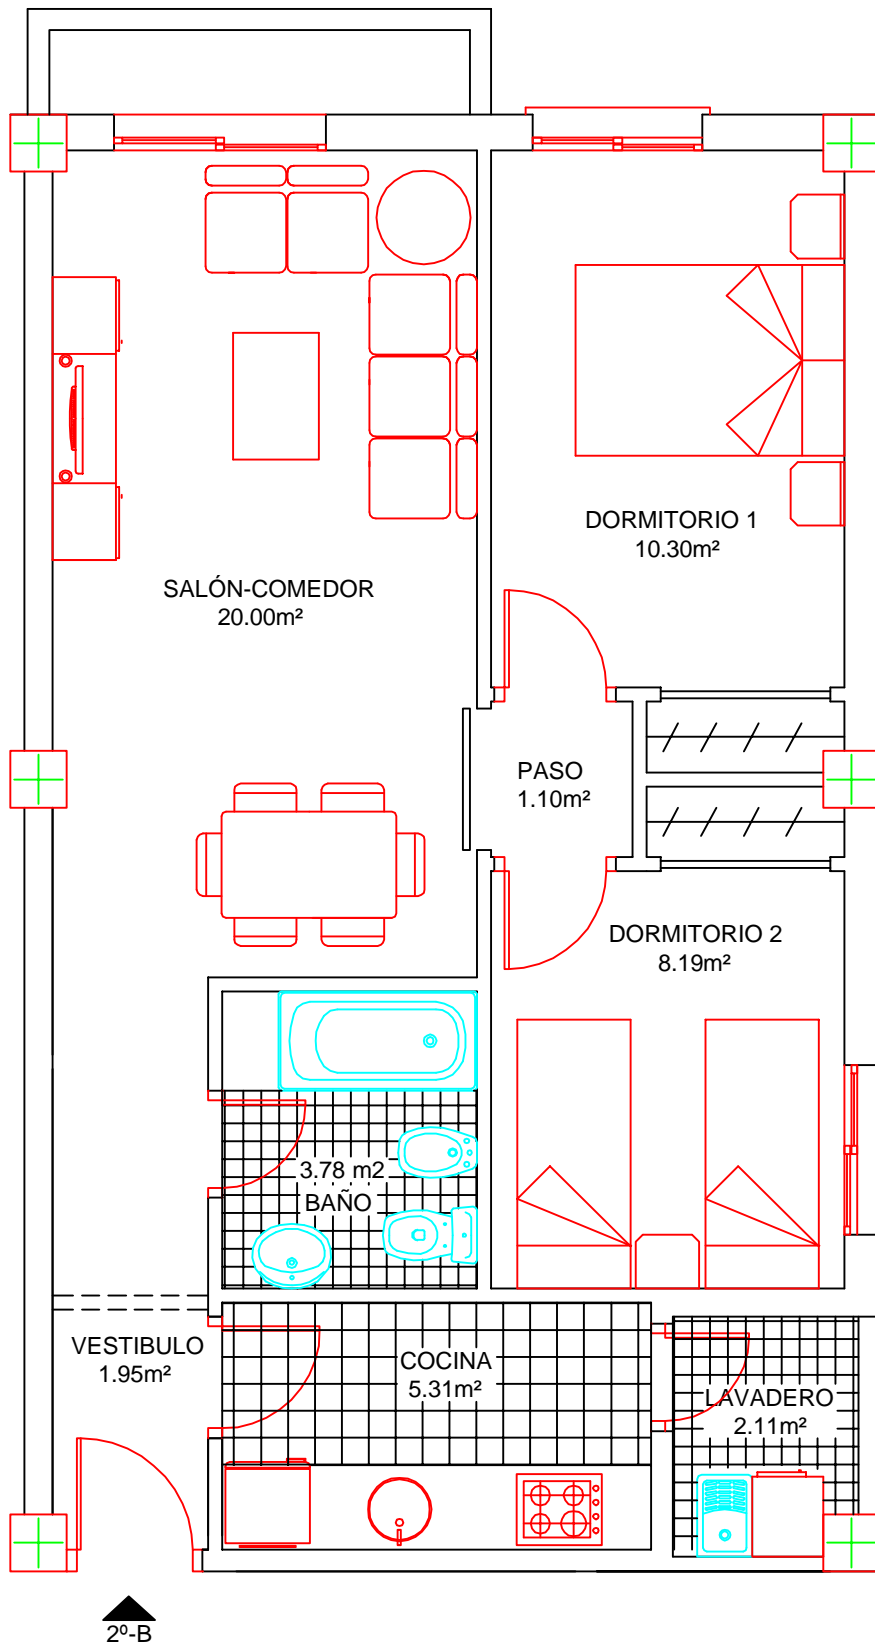 DORMITORIO 1
10.30m²
SALÓN-COMEDOR
20.00m²
PASO
1.10m²
DORMITORIO 2
8.19m²
3.78 m2
BAÑO
VESTIBULO
1.95m²
COCINA
5.31m²
LAVADERO
2.11m²
2º-B